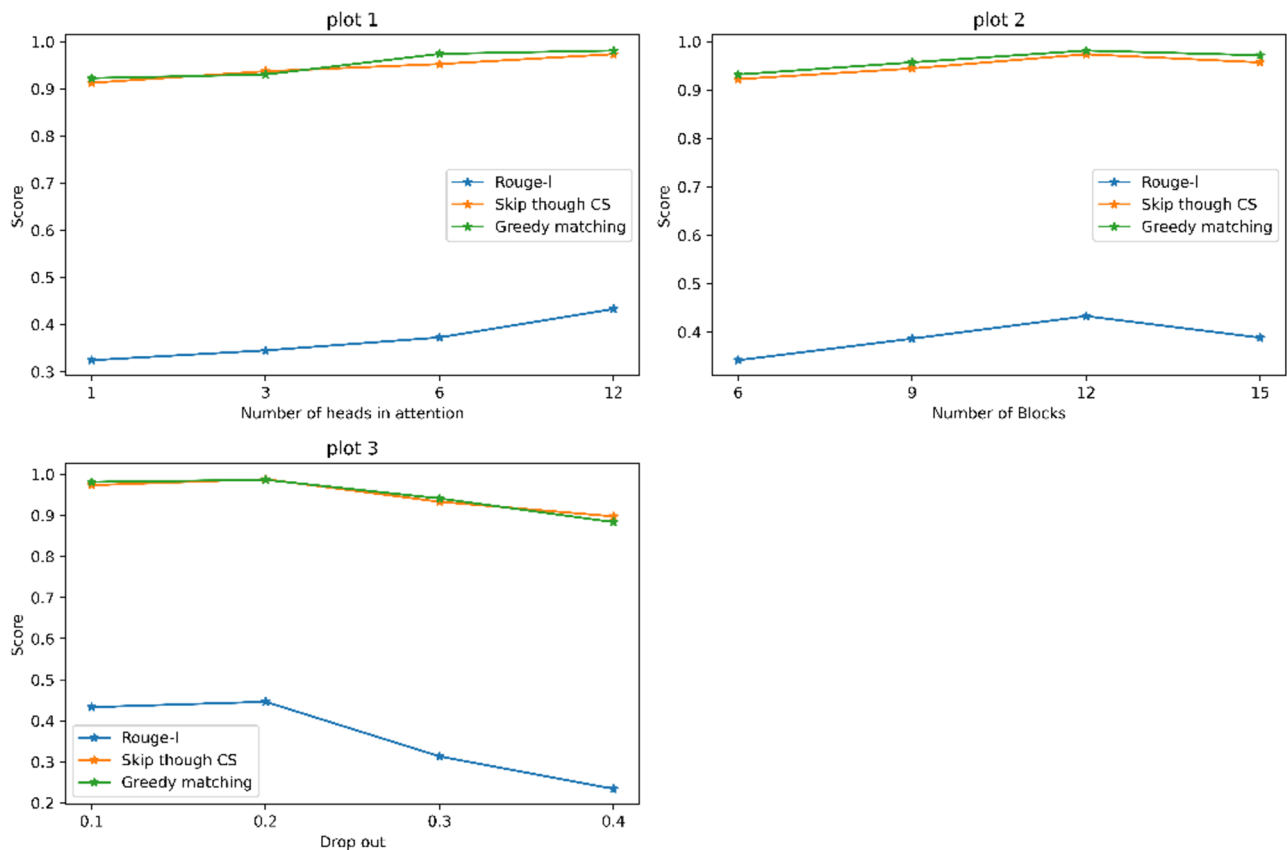 plot 1
1.0
0.9
0.8
0.7
0.6
0.5
0.4
0.3
Score
Rouge-l
Skip though CS
Greedy matching
1 3 6 12
Number of heads in attention
plot 2
1.0
0.9
0.8
0.7
0.6
0.5
0.4
Score
Rouge-l
Skip though CS
Greedy matching
6 9 12 15
Number of Blocks
plot 3
1.0
0.9
0.8
0.7
0.6
0.5
0.4
0.3
0.2
Score
Rouge-l
Skip though CS
Greedy matching
0.1 0.2 0.3 0.4
Drop out